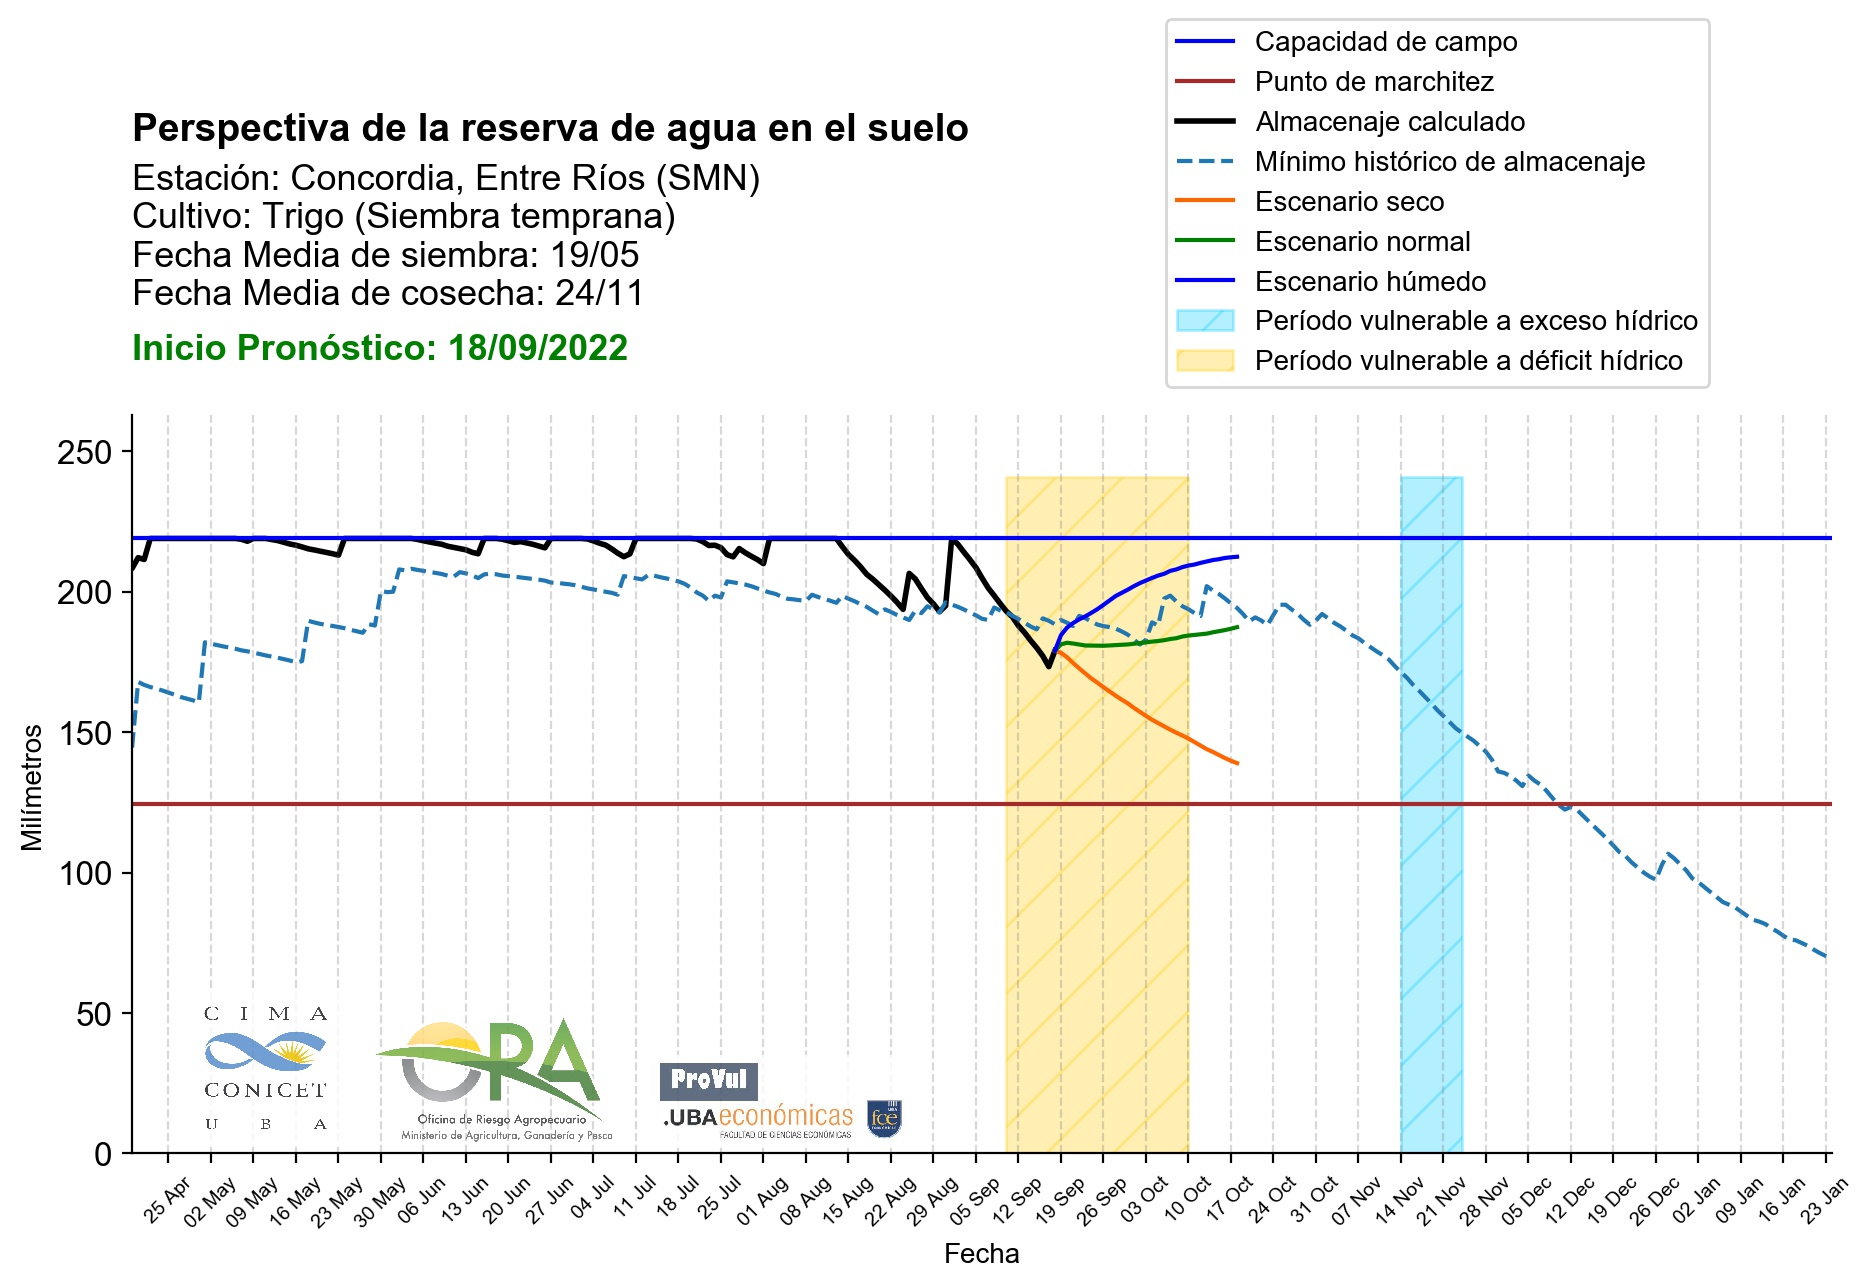 Capacidad de campo
Punto de marchitez
Almacenaje calculado
Mínimo histórico de almacenaje
Escenario seco
Escenario normal
Escenario húmedo
Período vulnerable a exceso hídrico
Período vulnerable a déficit hídrico
Perspectiva de la reserva de agua en el suelo
Estación: Concordia, Entre Ríos (SMN)
Cultivo: Trigo (Siembra temprana)
Fecha Media de siembra: 19/05
Fecha Media de cosecha: 24/11
Inicio Pronóstico: 18/09/2022
250
200
150
100
50
0
Milímetros
CIMA
CONICET
UBA
ORA
Oficina de Riesgo Agropecuario
Ministerio de Agricultura, Ganadería y Pesca
ProVul
.UBAeconómicas
FACULTAD DE CIENCIAS ECONÓMICAS
fce
25 Apr
02 May
09 May
16 May
23 May
30 May
06 Jun
13 Jun
20 Jun
27 Jun
04 Jul
11 Jul
18 Jul
25 Jul
01 Aug
08 Aug
15 Aug
22 Aug
29 Aug
05 Sep
12 Sep
19 Sep
26 Sep
03 Oct
10 Oct
17 Oct
24 Oct
31 Oct
07 Nov
14 Nov
21 Nov
28 Nov
05 Dec
12 Dec
19 Dec
26 Dec
02 Jan
09 Jan
16 Jan
23 Jan
Fecha